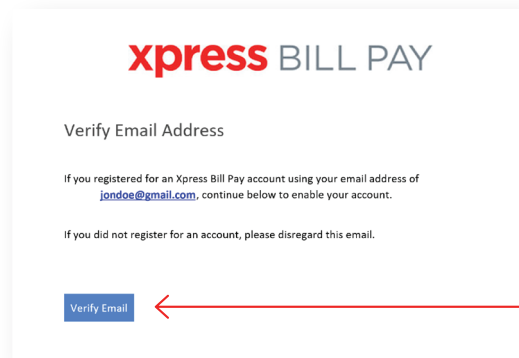 xpress BILL PAY
Verify Email Address
If you registered for an Xpress Bill Pay account using your email address of
jondoe@gmail.com, continue below to enable your account.
If you did not register for an account, please disregard this email.
Verify Email